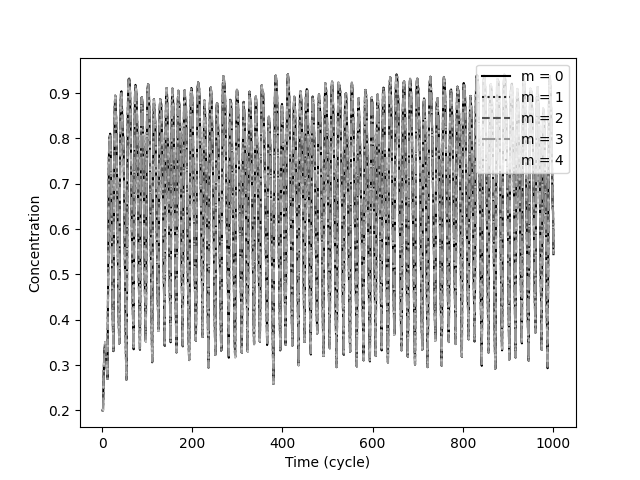 0.9
0.8
0.7
0.6
0.5
0.4
0.3
0.2
Concentration
0
200
400
600
800
1000
Time (cycle)
m = 0
m = 1
m = 2
m = 3
m = 4